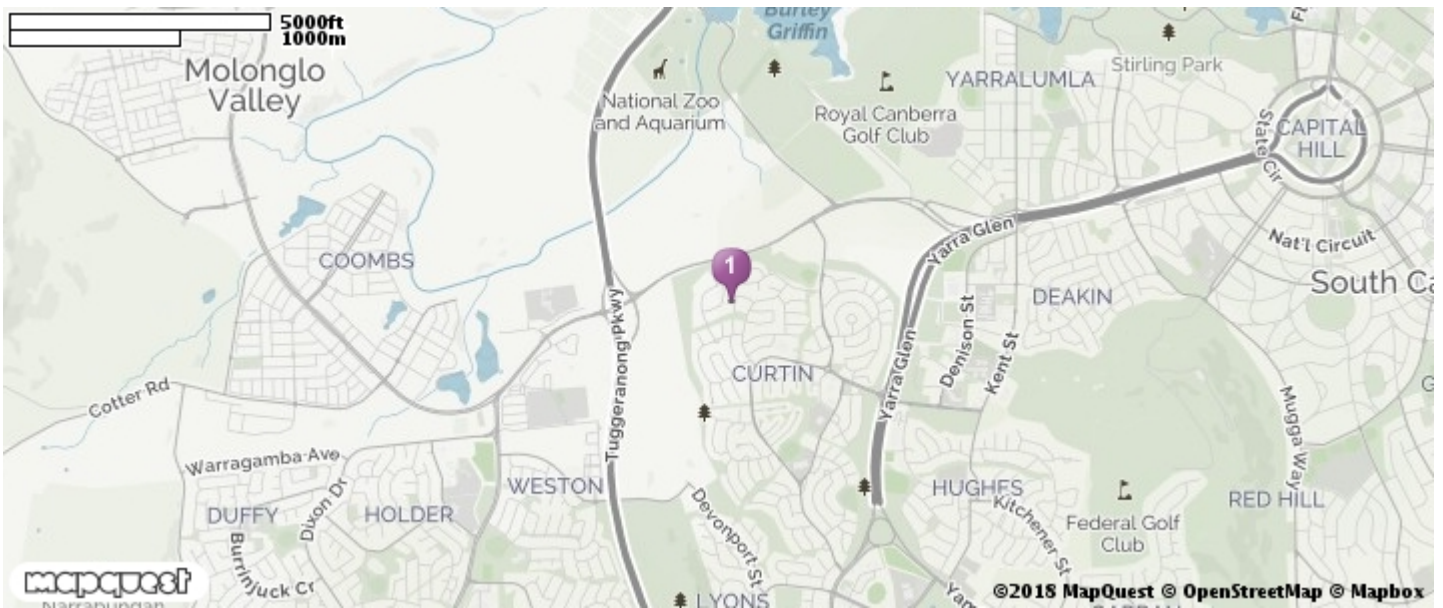 5000ft
1000m
Molonglo
Valley
National Zoo
and Aquarium
Burley
Griffin
Royal Canberra
Golf Club
YARRALUMLA
Stirling Park
State Cir
CAPITAL
HILL
COOMBS
1
Yarra Glen
Nat'l Circuit
South Ca
DEAKIN
Tuggeranong Pkwy
Denison St
Kent St
Yarra Glen
CURTIN
Cotter Rd
Mugga Way
Warragamba Ave
WESTON
DUFFY
Dixon Dr
HOLDER
HUGHES
RED HILL
Devonport St
Kitchener St
Federal Golf
Club
Burrinjuck Cr
mapquest
©2018 MapQuest © OpenStreetMap © Mapbox
Narrabundah
LYONS